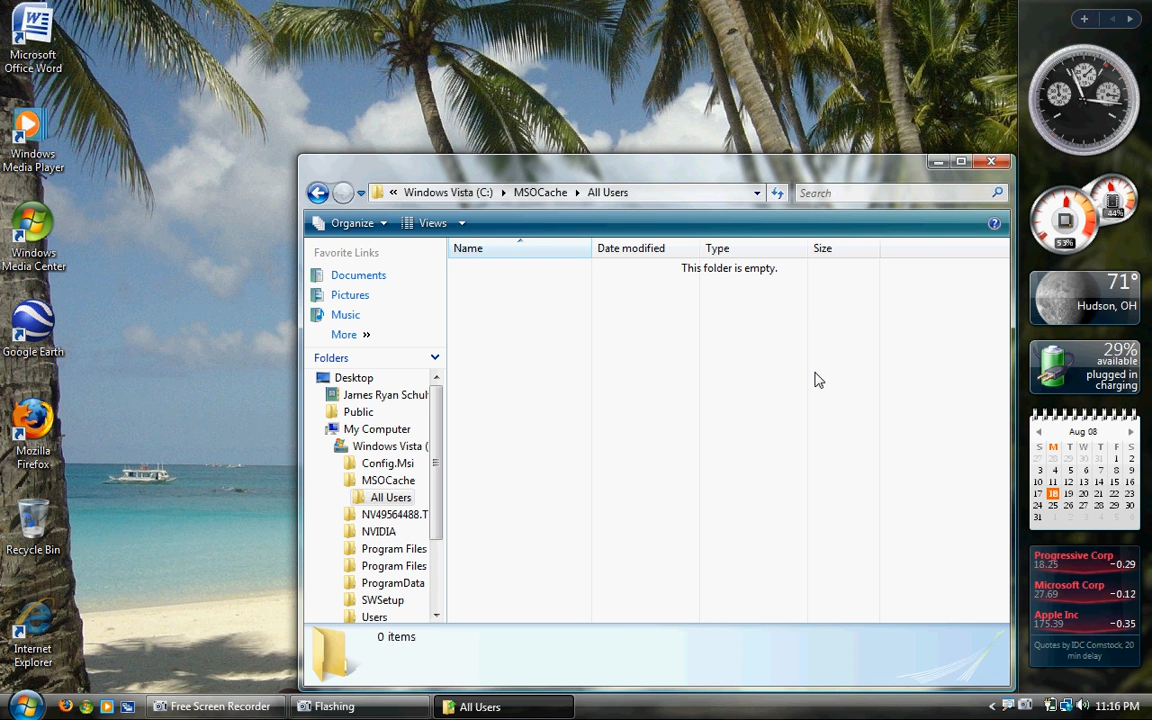 Microsoft
Office Word
Windows
Media Player
Windows
Media Center
Google Earth
Mozilla
Firefox
Recycle Bin
Internet
Explorer
« Windows Vista (C:) MSOCache All Users
Search
Organize Views
Favorite Links
Documents
Pictures
Music
More »
Folders
Desktop
James Ryan Schul
Public
My Computer
Windows Vista (
Config.Msi
MSOCache
All Users
NV49564488.T
NVIDIA
Program Files
Program Files
ProgramData
SWSetup
Users
Name Date modified Type Size
This folder is empty.
0 items
53%
44%
71°
Hudson, OH
29%
available
plugged in
charging
Aug 08
S M T W T F S
27 28 29 30 31 1 2
3 4 5 6 7 8 9
10 11 12 13 14 15 16
17 18 19 20 21 22 23
24 25 26 27 28 29 30
31
Progressive Corp
18.25 -0.29
Microsoft Corp
27.69 -0.12
Apple Inc
175.39 -0.35
Quotes by IDC Comstock, 20
min delay
Free Screen Recorder Flashing All Users 11:16 PM